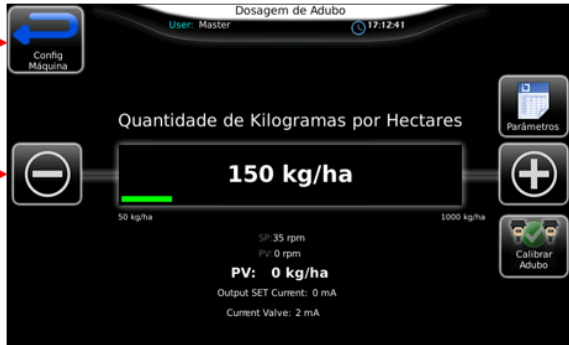 Dosagem de Adubo
User: Master
17:12:41
Config
Máquina
Parâmetros
Quantidade de Kilogramas por Hectares
150 kg/ha
50 kg/ha
1000 kg/ha
SP:35 rpm
PV:0 rpm
PV: 0 kg/ha
Output SET Current: 0 mA
Current Valve: 2 mA
Calibrar
Adubo